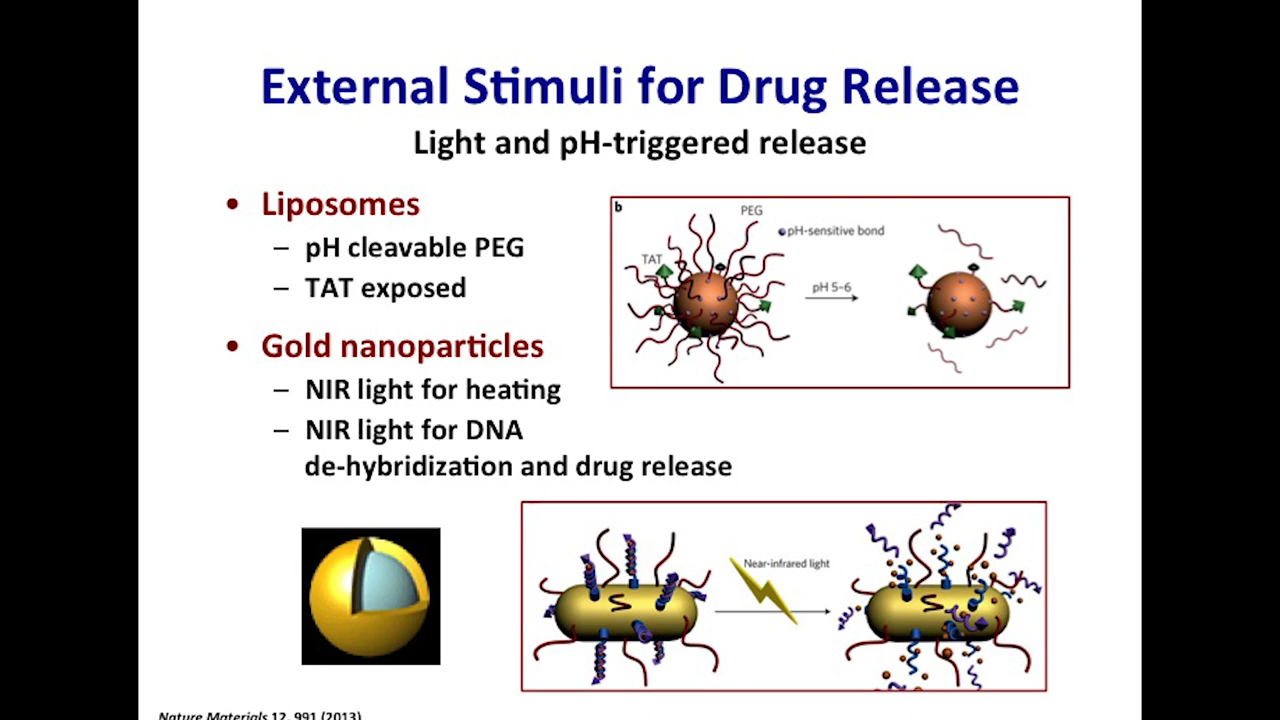 External Stimuli for Drug Release
Light and pH-triggered release
• Liposomes
– pH cleavable PEG
– TAT exposed
• Gold nanoparticles
– NIR light for heating
– NIR light for DNA
de-hybridization and drug release
b
PEG
pH-sensitive bond
TAT
pH 5–6
Near-infrared light
Nature Materials 12, 991 (2013)